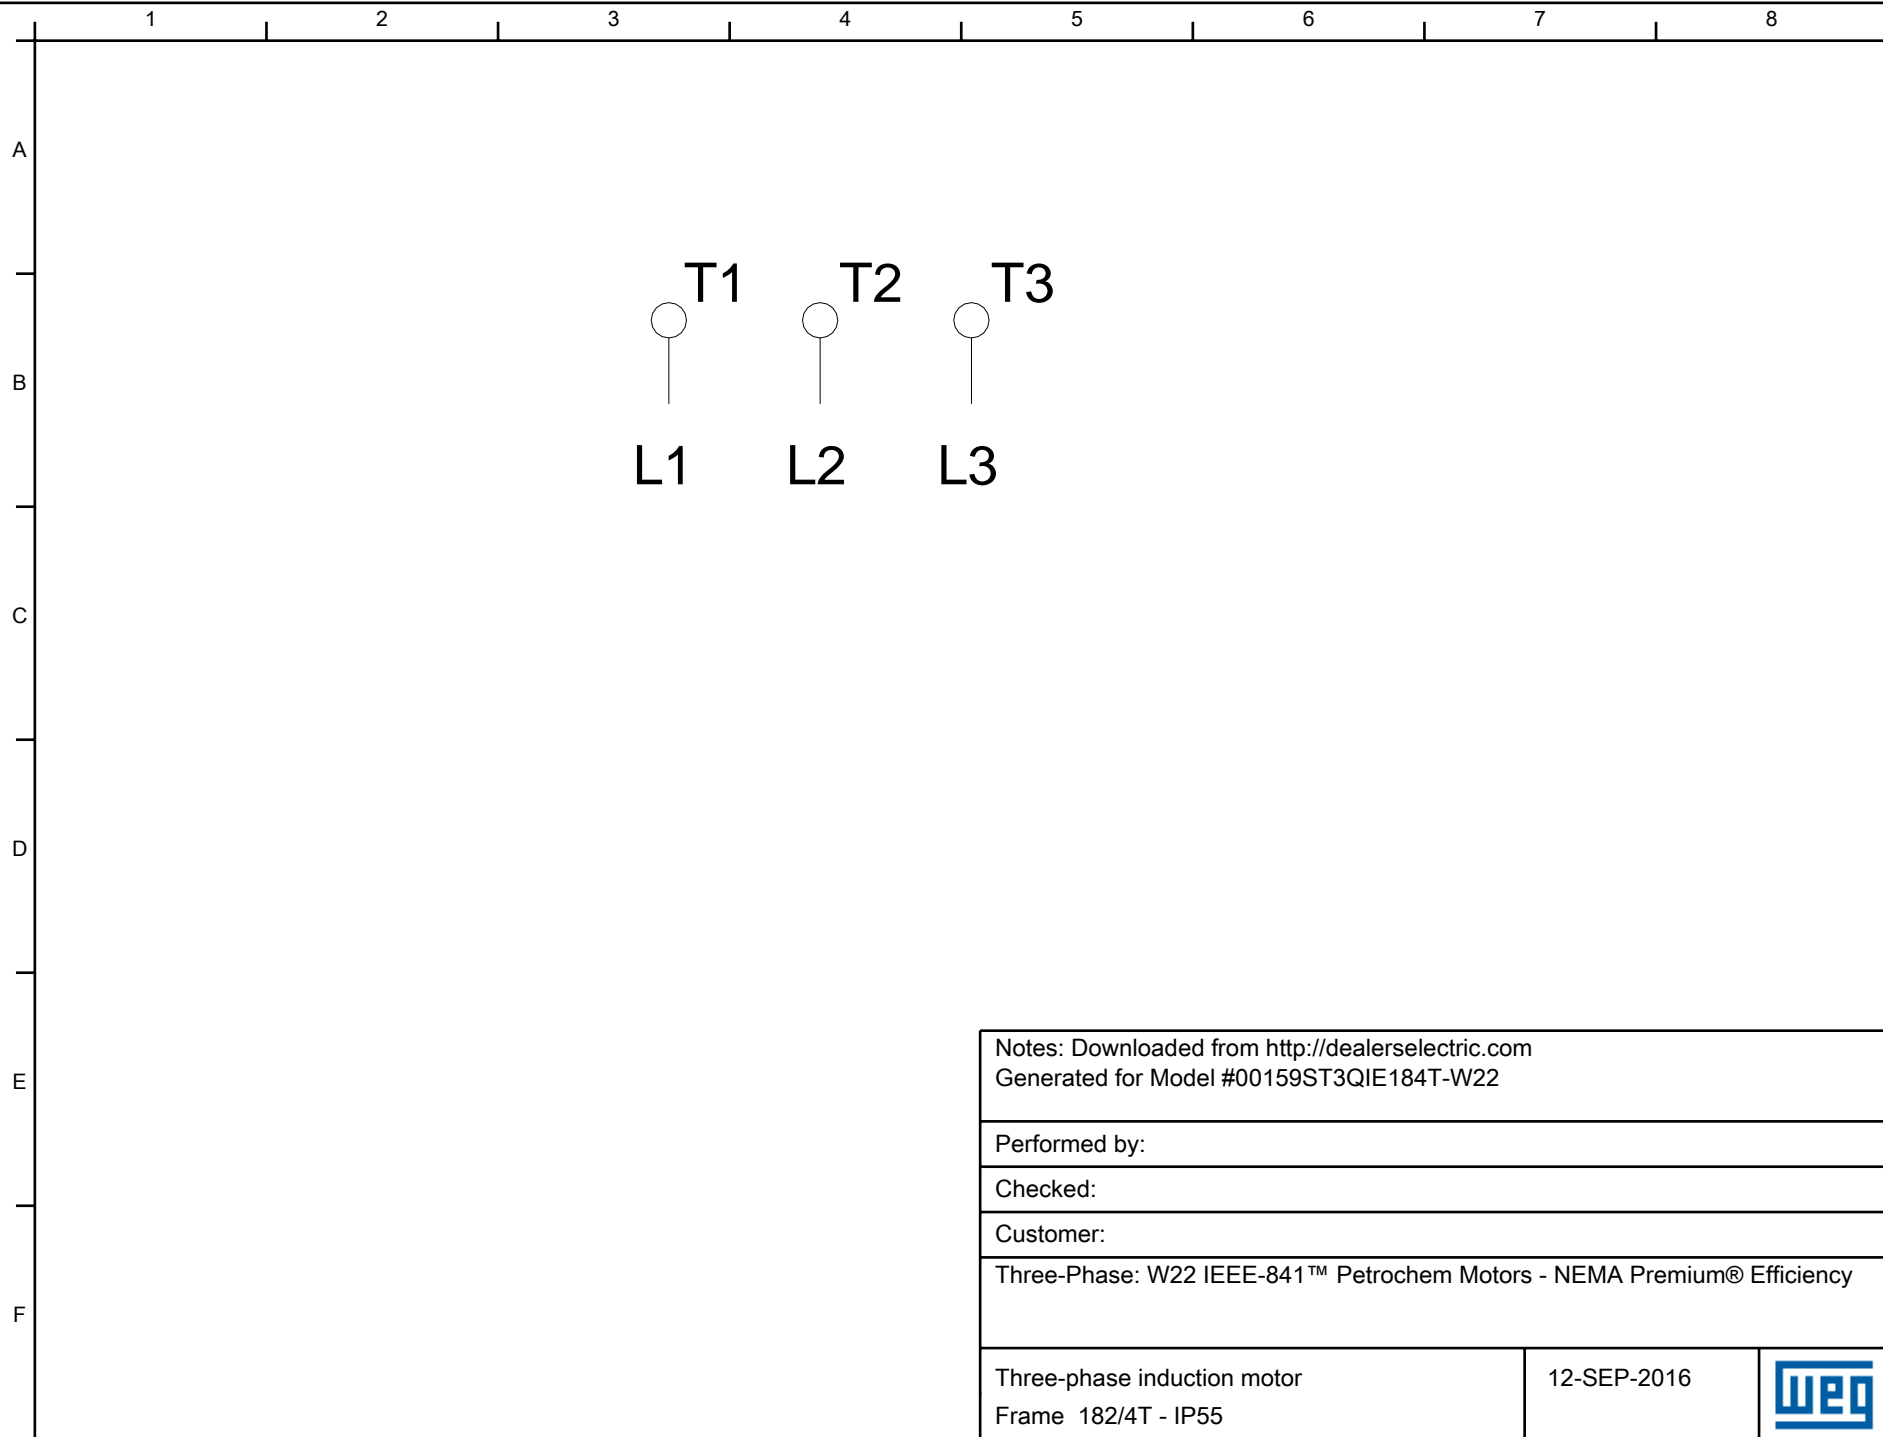 1 2 3 4 5 6 7 8
A
T1 T2 T3
B
L1 L2 L3
C
D
E
Notes: Downloaded from http://dealerselectric.com
Generated for Model #00159ST3QIE184T-W22
Performed by:
Checked:
Customer:
F
Three-Phase: W22 IEEE-841™ Petrochem Motors - NEMA Premium® Efficiency
Three-phase induction motor
Frame 182/4T - IP55
12-SEP-2016
weg